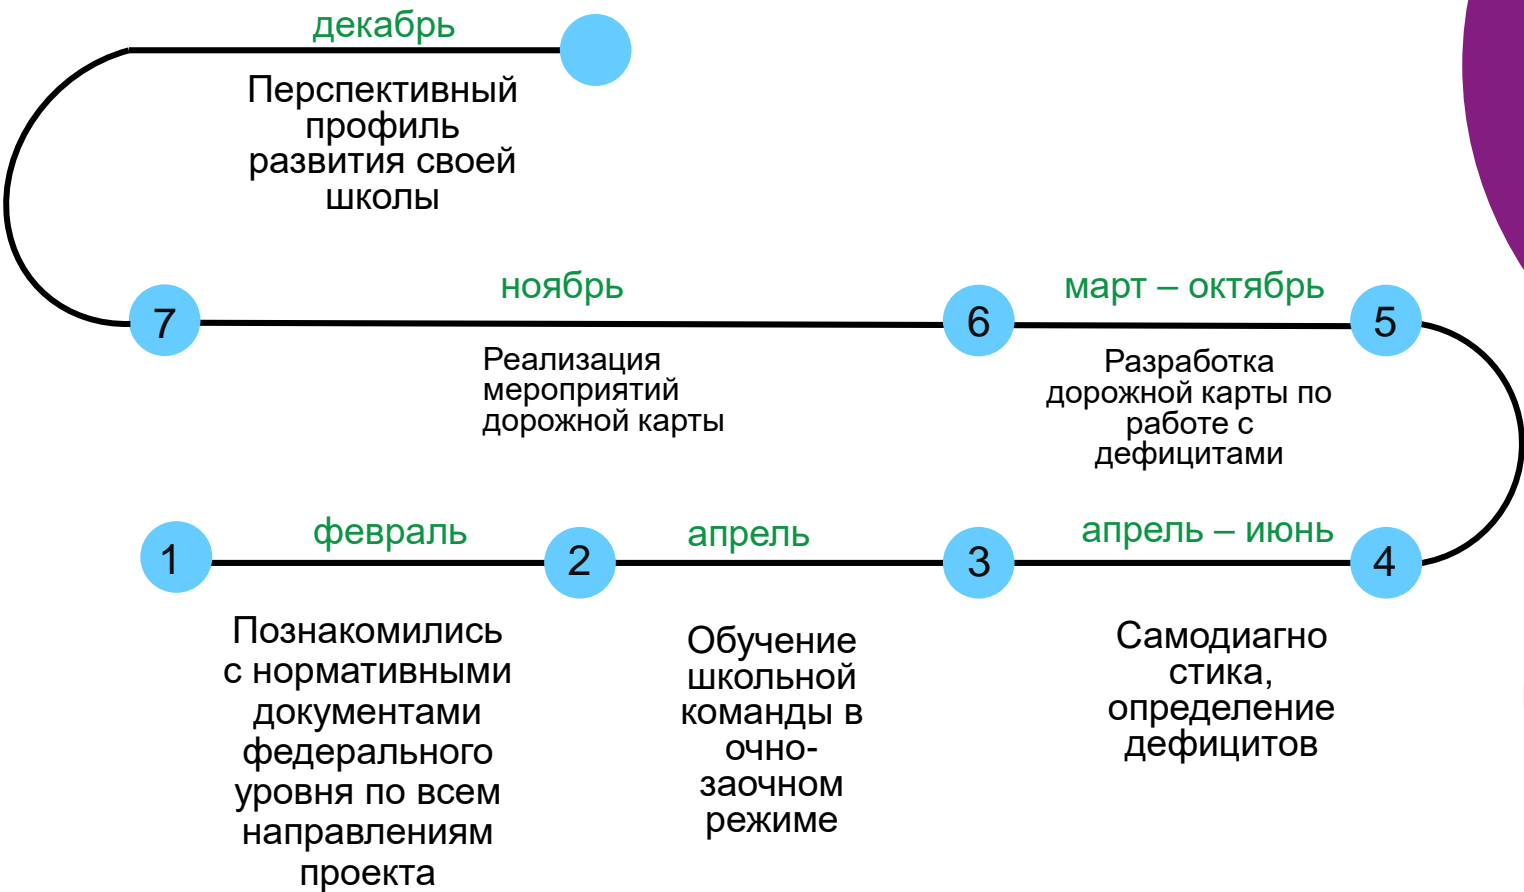 декабрь
Перспективный
профиль
развития своей
школы
7
ноябрь
6
март – октябрь
5
Реализация
мероприятий
дорожной карты
Разработка
дорожной карты по
работе с
дефицитами
1
февраль
2
апрель
3
апрель – июнь
4
Познакомились
с нормативными
документами
федерального
уровня по всем
направлениям
проекта
Обучение
школьной
команды в
очно-
заочном
режиме
Самодиагно
стика,
определение
дефицитов